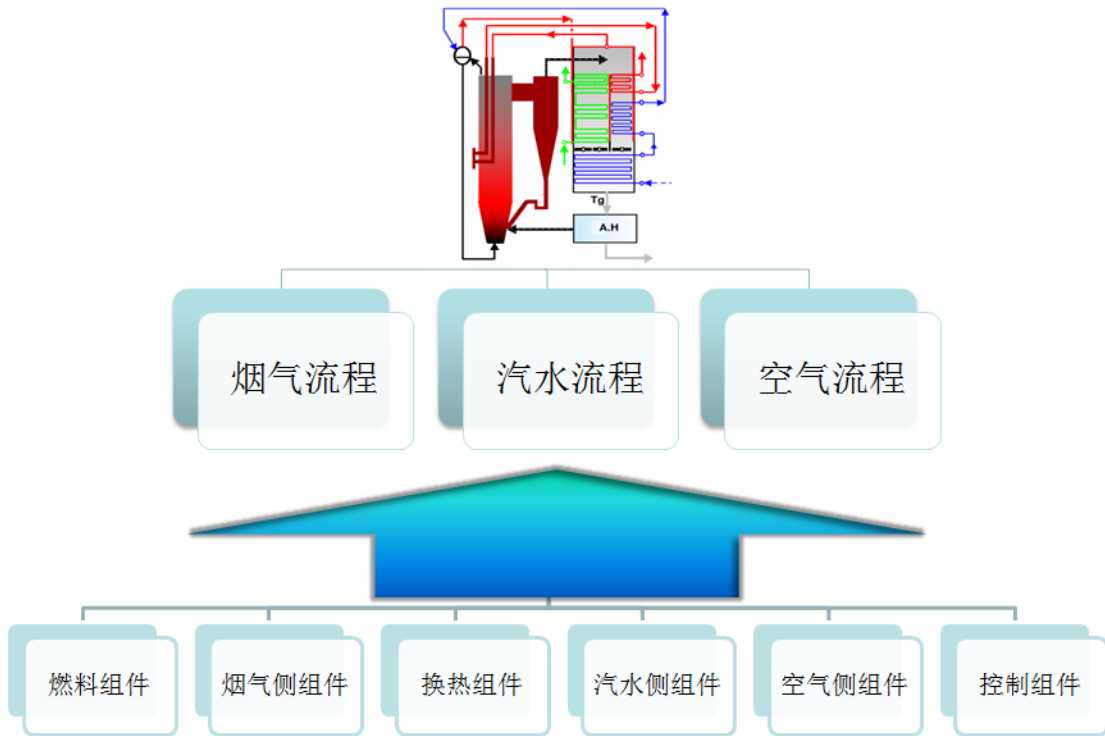 Tg
A.H
烟气流程
汽水流程
空气流程
燃料组件
烟气侧组件
换热组件
汽水侧组件
空气侧组件
控制组件